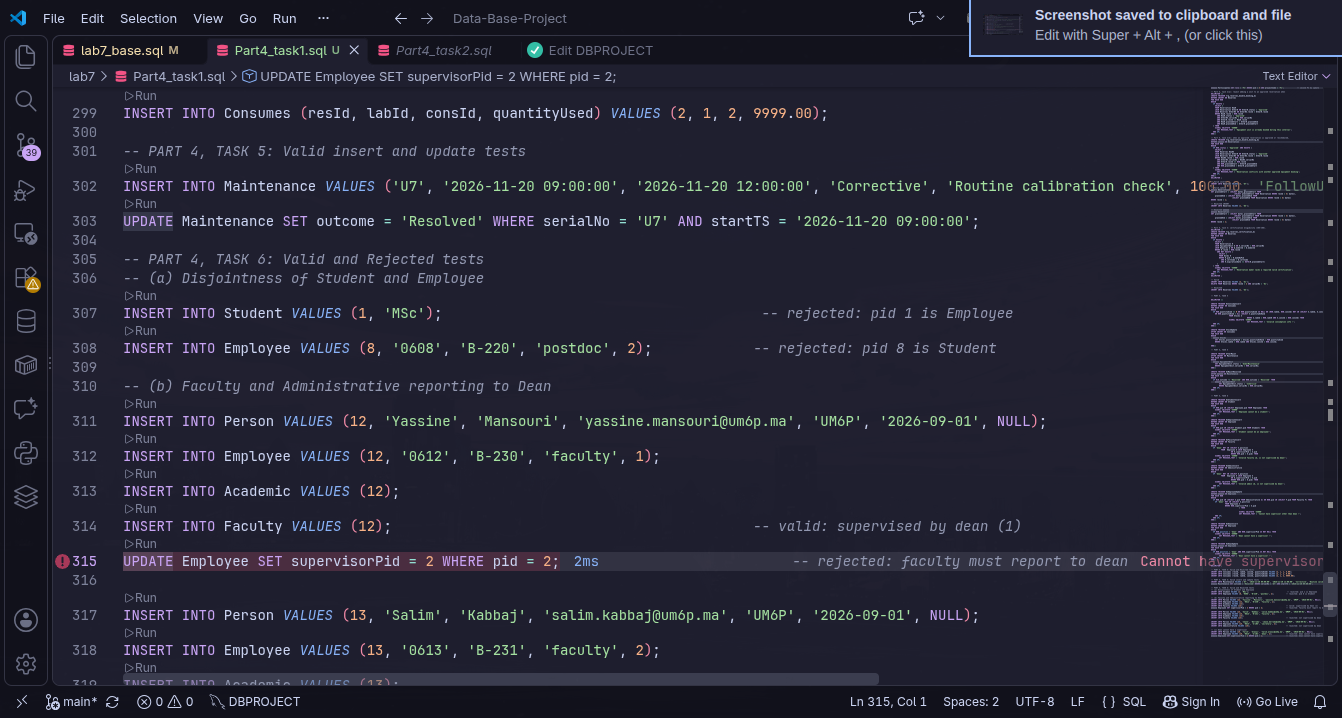 File Edit Selection View Go Run ··· Data-Base-Project
Screenshot saved to clipboard and file
Edit with Super + Alt + , (or click this)
lab7_base.sql M Part4_task1.sql U Part4_task2.sql Edit DBPROJECT
lab7 > Part4_task1.sql > UPDATE Employee SET supervisorPid = 2 WHERE pid = 2; Text Editor
Run
299 INSERT INTO Consumes (resId, labId, consId, quantityUsed) VALUES (2, 1, 2, 9999.00);
300
301 -- PART 4, TASK 5: Valid insert and update tests
Run
302 INSERT INTO Maintenance VALUES ('U7', '2026-11-20 09:00:00', '2026-11-20 12:00:00', 'Corrective', 'Routine calibration check', 100.00, 'FollowU
Run
303 UPDATE Maintenance SET outcome = 'Resolved' WHERE serialNo = 'U7' AND startTS = '2026-11-20 09:00:00';
304
305 -- PART 4, TASK 6: Valid and Rejected tests
306 -- (a) Disjointness of Student and Employee
Run
307 INSERT INTO Student VALUES (1, 'MSc'); -- rejected: pid 1 is Employee
Run
308 INSERT INTO Employee VALUES (8, '0608', 'B-220', 'postdoc', 2); -- rejected: pid 8 is Student
309
310 -- (b) Faculty and Administrative reporting to Dean
Run
311 INSERT INTO Person VALUES (12, 'Yassine', 'Mansouri', 'yassine.mansouri@um6p.ma', 'UM6P', '2026-09-01', NULL);
Run
312 INSERT INTO Employee VALUES (12, '0612', 'B-230', 'faculty', 1);
Run
313 INSERT INTO Academic VALUES (12);
Run
314 INSERT INTO Faculty VALUES (12); -- valid: supervised by dean (1)
Run
315 UPDATE Employee SET supervisorPid = 2 WHERE pid = 2; 2ms -- rejected: faculty must report to dean Cannot have supervisor
316
Run
317 INSERT INTO Person VALUES (13, 'Salim', 'Kabbaj', 'salim.kabbaj@um6p.ma', 'UM6P', '2026-09-01', NULL);
Run
318 INSERT INTO Employee VALUES (13, '0613', 'B-231', 'faculty', 2);
Run
319 INSERT INTO Academic VALUES (13);
39
main* 0 0 DBPROJECT Ln 315, Col 1 Spaces: 2 UTF-8 LF { } SQL Sign In Go Live